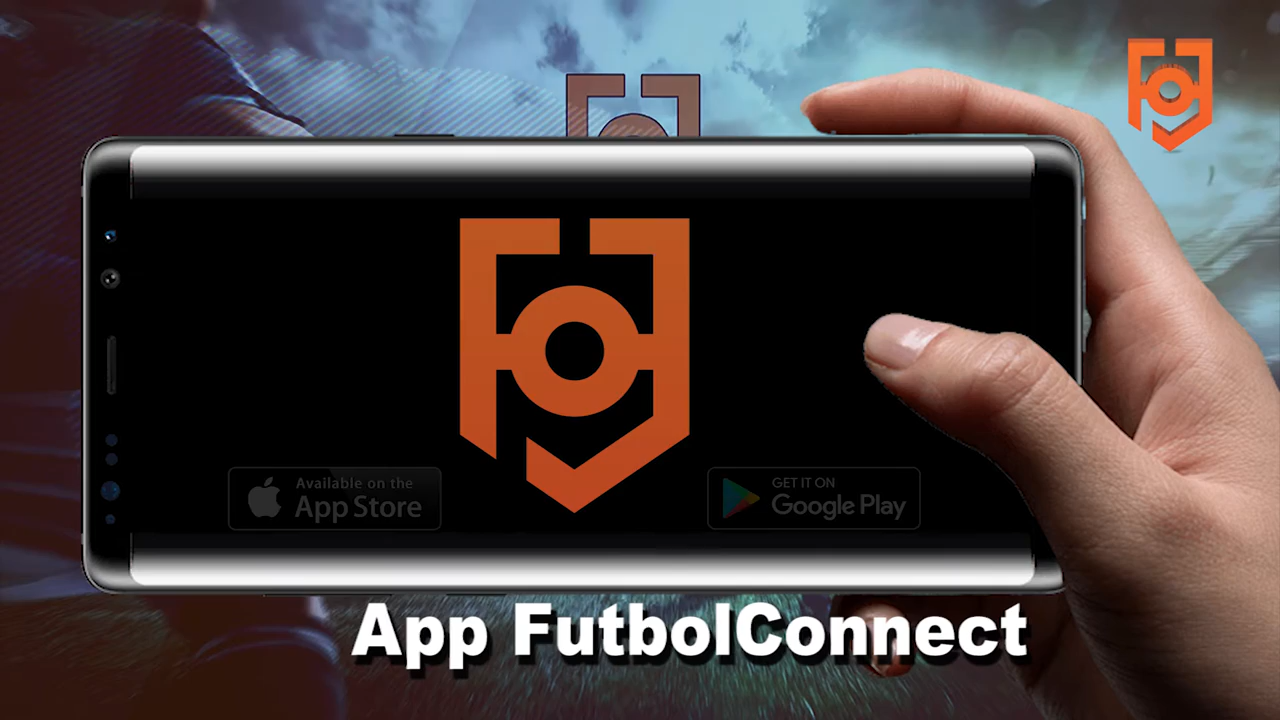 Available on the
App Store
GET IT ON
Google Play
App FutbolConnect